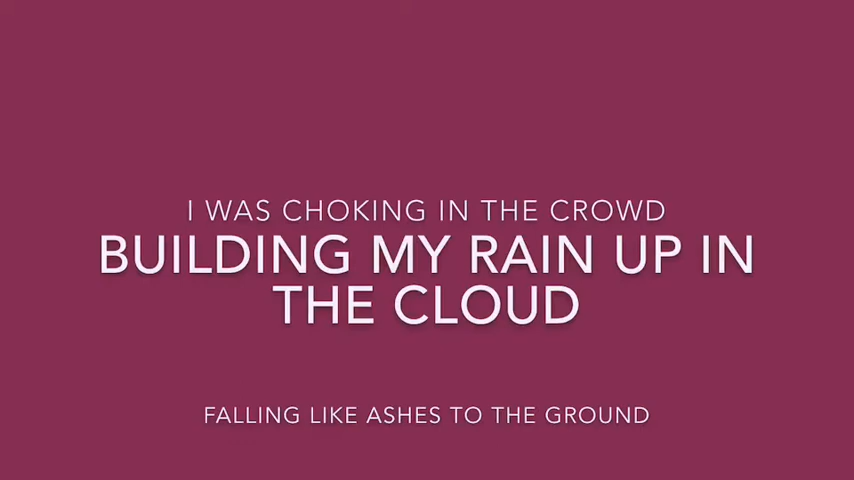 I WAS CHOKING IN THE CROWD
BUILDING MY RAIN UP IN
THE CLOUD
FALLING LIKE ASHES TO THE GROUND